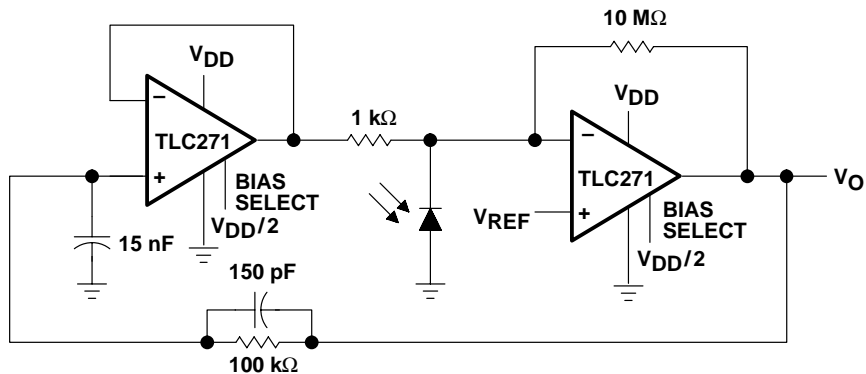 10 MΩ
VDD
−
TLC271
+
BIAS
SELECT
VDD/2
1 kΩ
VDD
−
TLC271
+
VREF
BIAS
SELECT
VDD/2
VO
15 nF
150 pF
100 kΩ